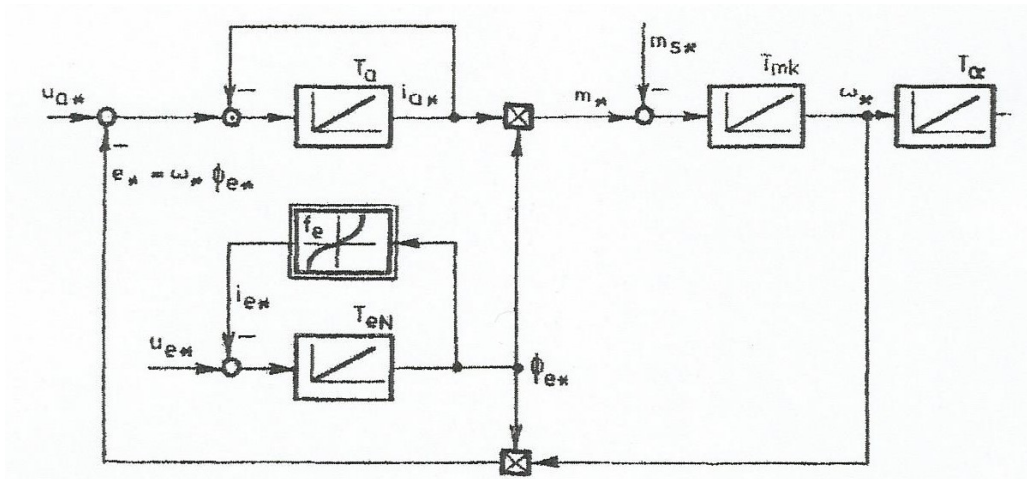 m_s*
T_a
T_mk
T_α
u_a*
i_a*
m_*
ω_*
e_* = ω_* ϕ_e*
f_e
i_e*
T_eN
u_e*
ϕ_e*